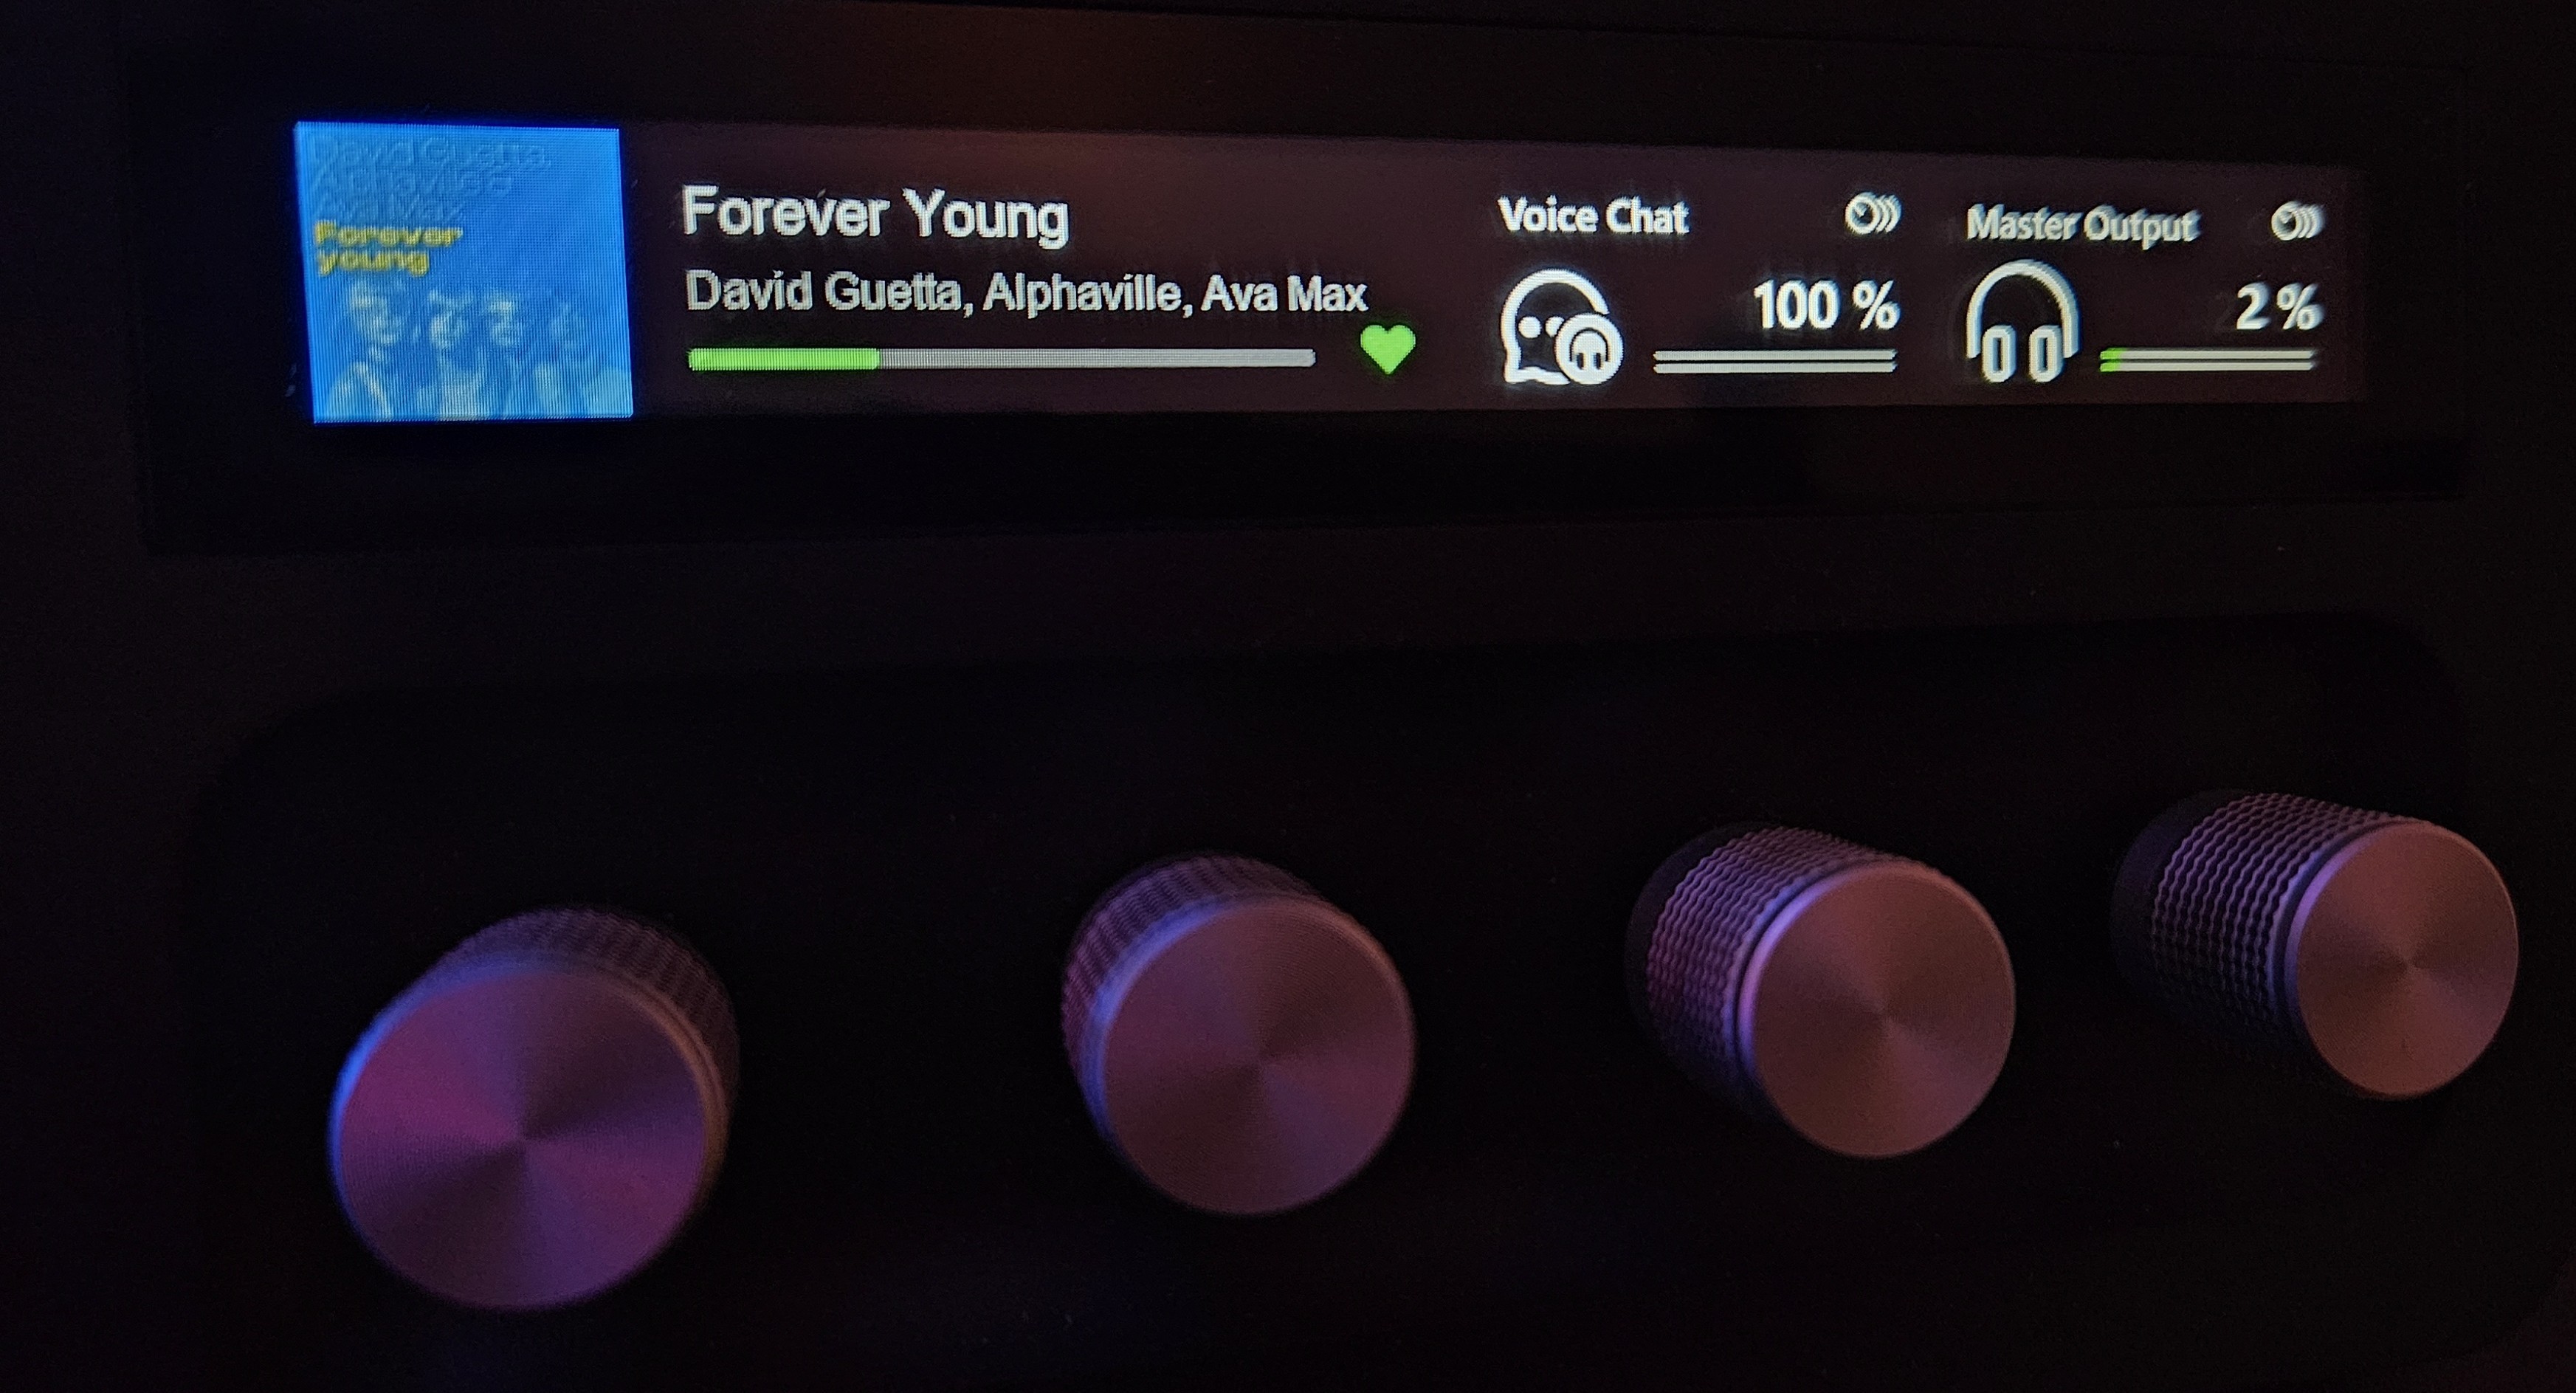 David Guetta,
Alphaville &
Ava Max
Forever
young
Forever Young
David Guetta, Alphaville, Ava Max
Voice Chat
100 %
Master Output
2 %